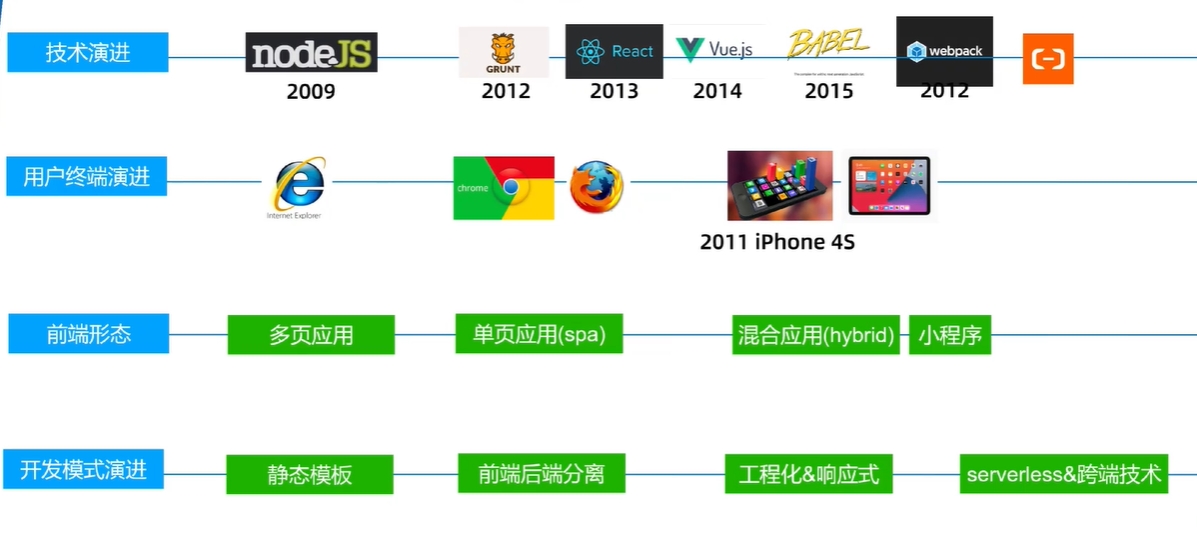 技术演进
nodeJS
2009
GRUNT
2012
React
2013
Vue.js
2014
BABEL
2015
webpack
2012
用户终端演进
Internet Explorer
chrome
2011 iPhone 4S
前端形态
多页应用
单页应用(spa)
混合应用(hybrid)
小程序
开发模式演进
静态模板
前端后端分离
工程化&响应式
serverless&跨端技术